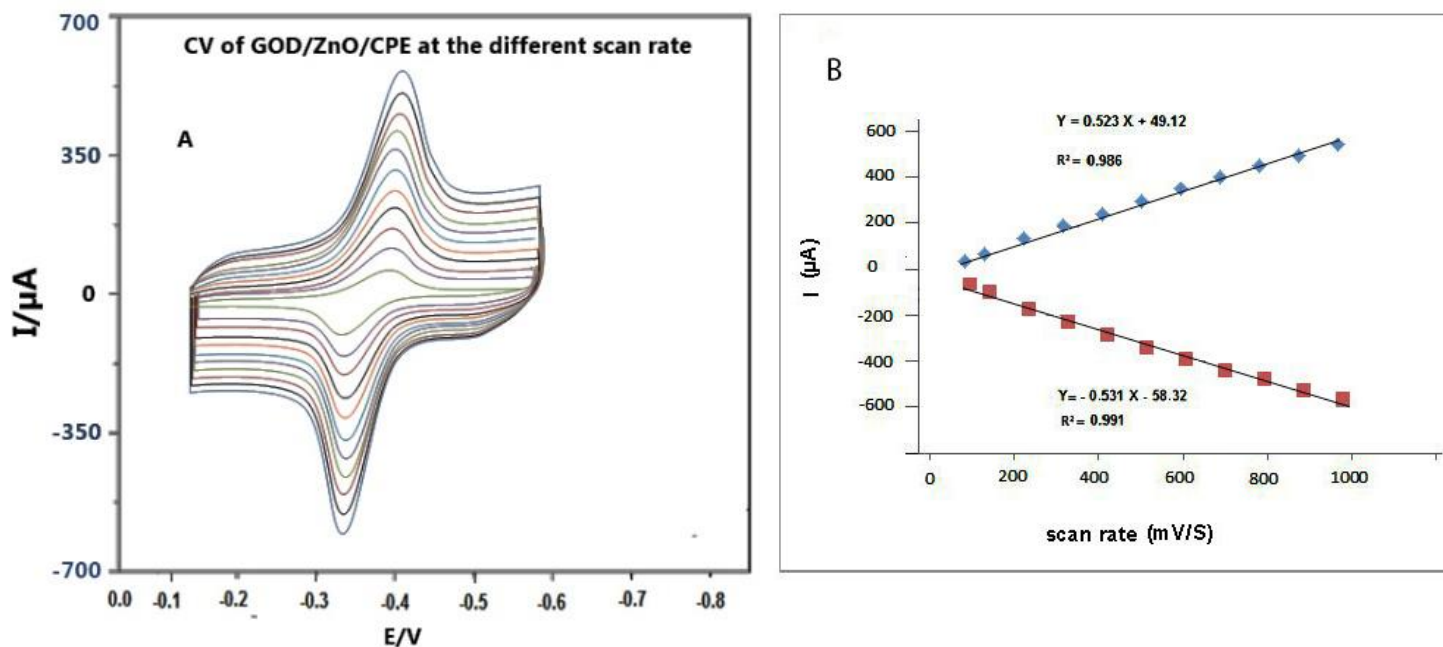 CV of GOD/ZnO/CPE at the different scan rate
A
I/µA
700
350
0
-350
-700
0.0 -0.1 -0.2 -0.3 -0.4 -0.5 -0.6 -0.7 -0.8
E/V
B
Y = 0.523 X + 49.12
R² = 0.986
I (µA)
600
400
200
0
-200
-400
-600
Y= - 0.531 X - 58.32
R² = 0.991
0 200 400 600 800 1000
scan rate (mV/S)